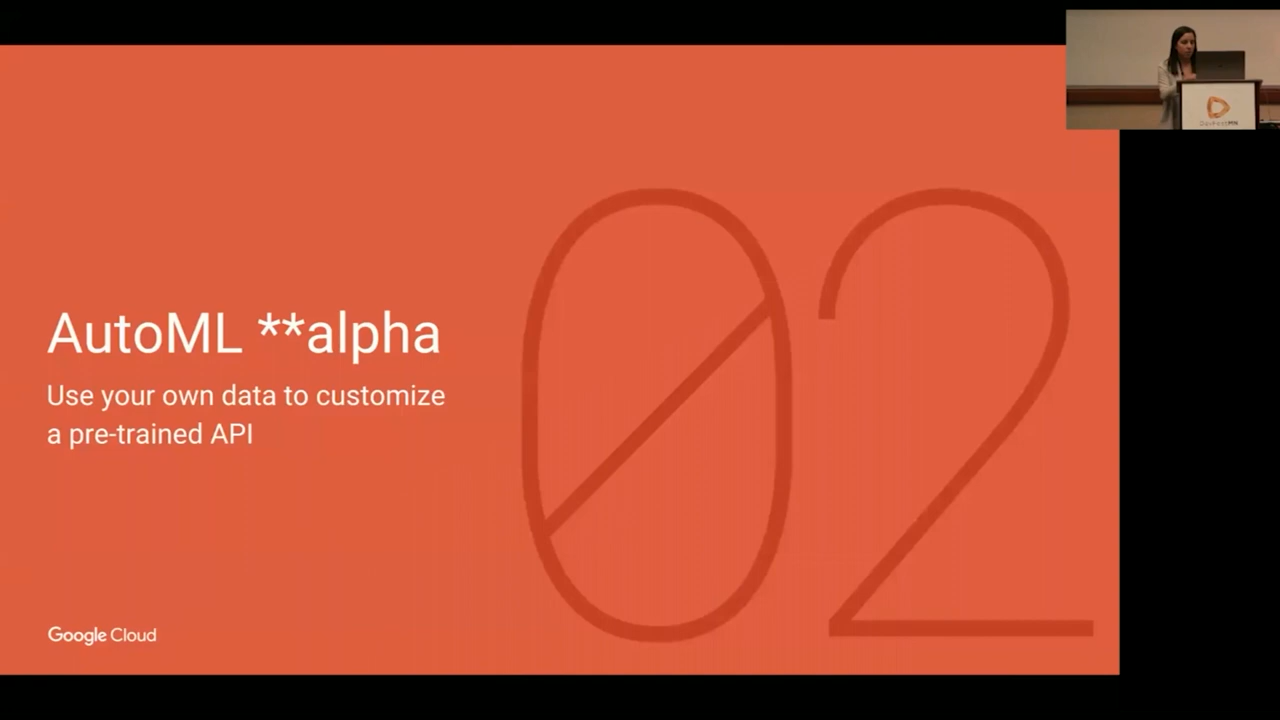 AutoML **alpha
Use your own data to customize
a pre-trained API
02
Google Cloud